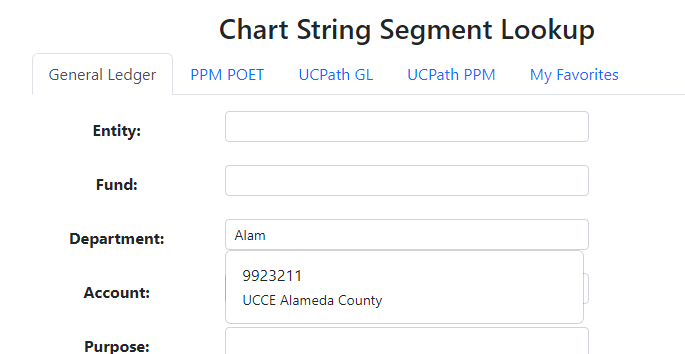 Chart String Segment Lookup
General Ledger PPM POET UCPath GL UCPath PPM My Favorites
Entity:
Fund:
Department: Alam
9923211
Account:
UCCE Alameda County
Purpose: